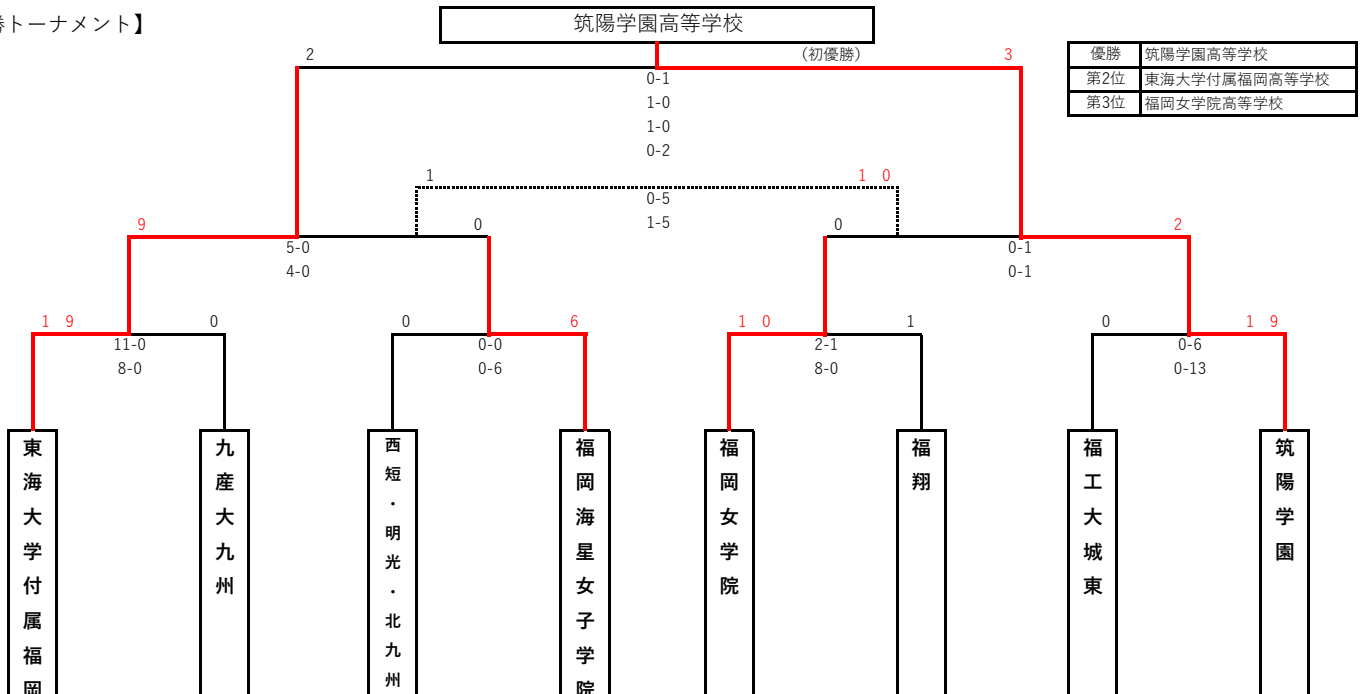 勝トーナメント】
筑陽学園高等学校
2
(初優勝)
3
0-1
1-0
1-0
0-2
優勝 筑陽学園高等学校
第2位 東海大学付属福岡高等学校
第3位 福岡女学院高等学校
1
1 0
0-5
1-5
9
0
5-0
4-0
0
2
0-1
0-1
1 9
0
11-0
8-0
0
6
0-0
0-6
1 0
1
2-1
8-0
0
1 9
0-6
0-13
東海大学付属福岡
九産大九州
西短・明光・北九州
福岡海星女子学院
福岡女学院
福翔
福工大城東
筑陽学園